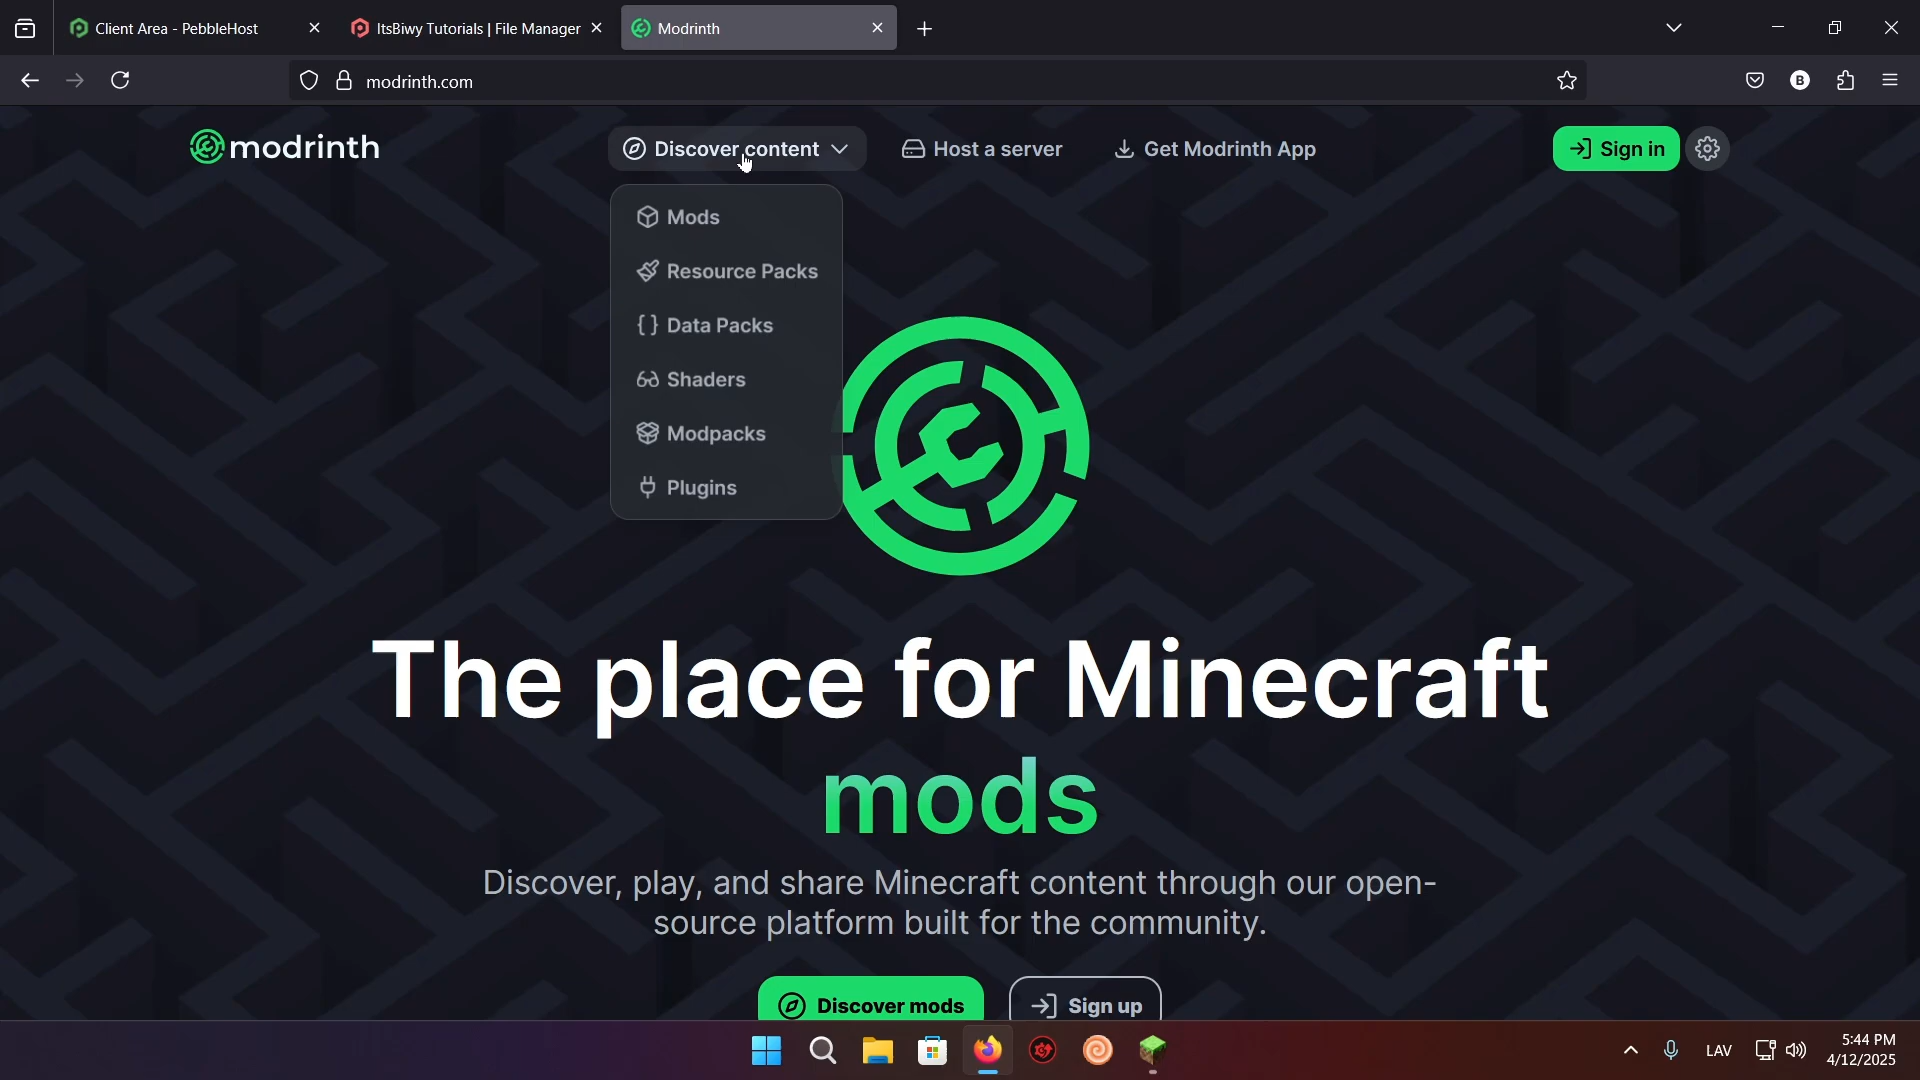 Client Area - PebbleHost
ItsBiwy Tutorials | File Manager
Modrinth
modrinth.com
B
modrinth
Discover content
Host a server
Get Modrinth App
Sign in
Mods
Resource Packs
Data Packs
Shaders
Modpacks
Plugins
The place for Minecraft
mods
Discover, play, and share Minecraft content through our open-
source platform built for the community.
Discover mods
Sign up
LAV
5:44 PM
4/12/2025